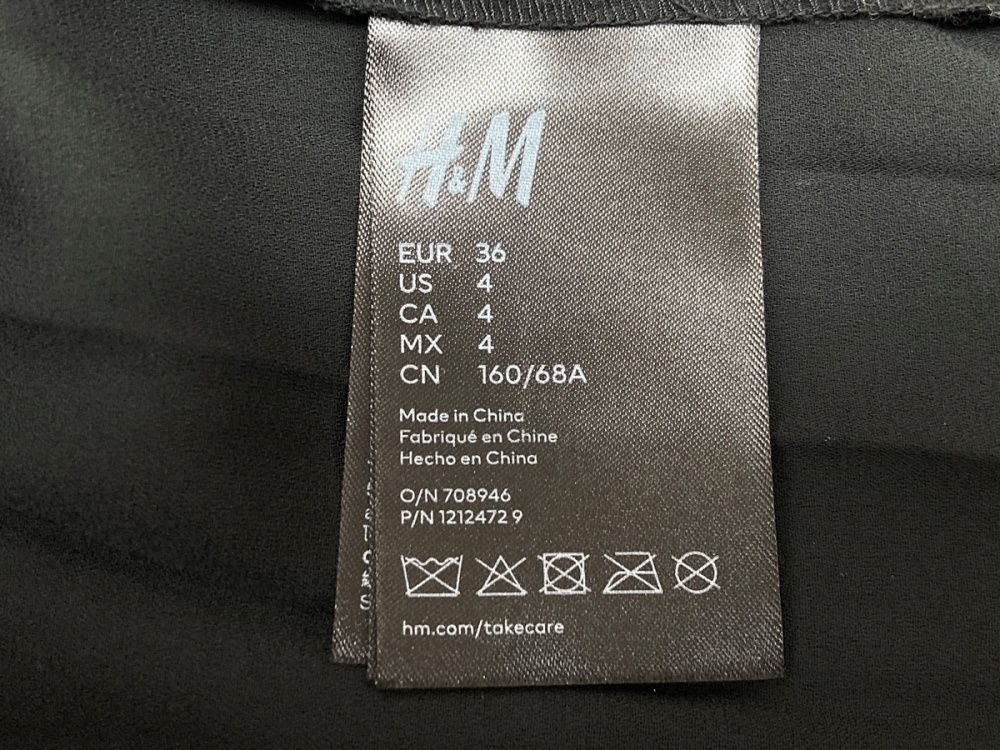 H&M
EUR 36
US 4
CA 4
MX 4
CN 160/68A
Made in China
Fabriqué en Chine
Hecho en China
O/N 708946
P/N 1212472 9
hm.com/takecare